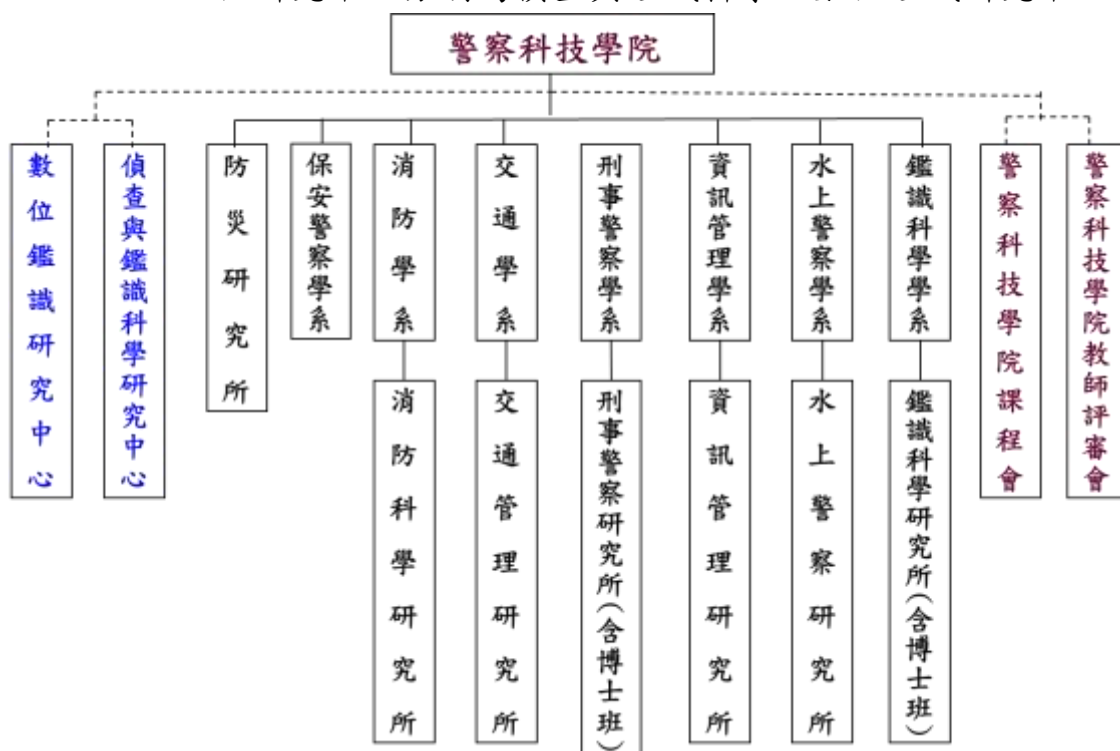 警察科技學院
數位鑑識研究中心
偵查與鑑識科學研究中心
防災研究所
保安警察學系
消防學系
交通學系
刑事警察學系
資訊管理學系
水上警察學系
鑑識科學學系
警察科技學院課程會
警察科技學院教師評審會
消防科學研究所
交通管理研究所
刑事警察研究所(含博士班)
資訊管理研究所
水上警察研究所
鑑識科學研究所(含博士班)